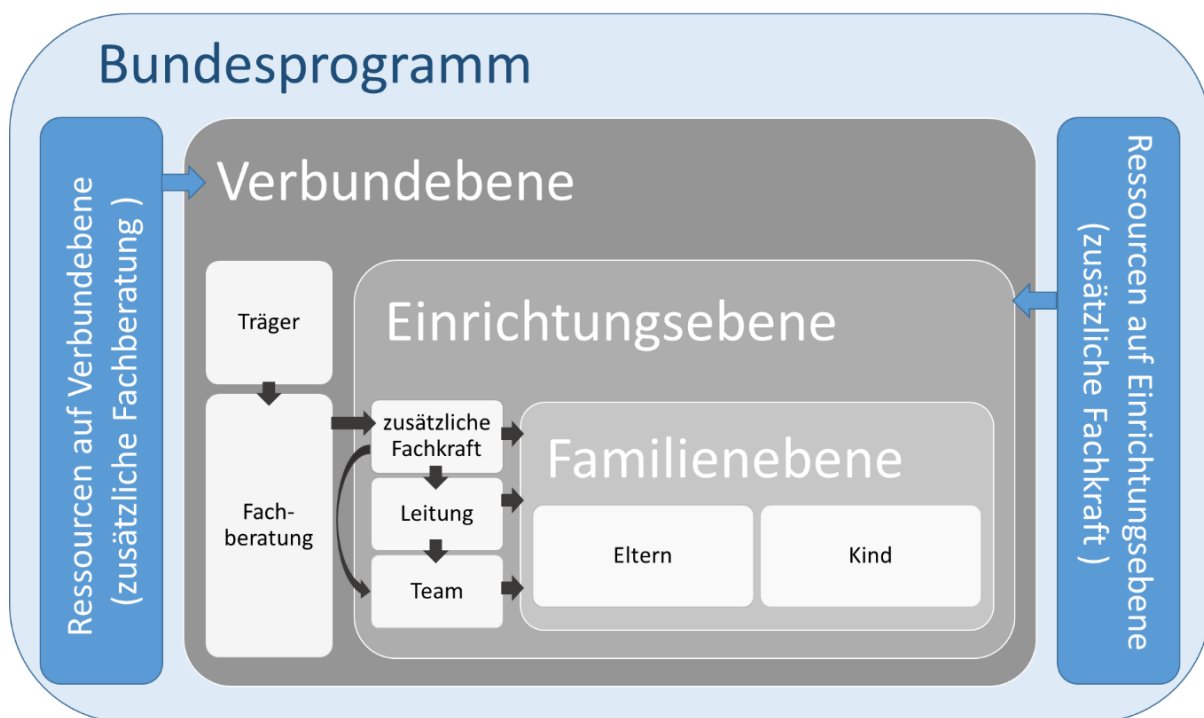 Bundesprogramm
Ressourcen auf Verbundebene
(zusätzliche Fachberatung )
Verbundebene
Träger
Fach-
beratung
Einrichtungsebene
zusätzliche
Fachkraft
Leitung
Team
Familienebene
Eltern
Kind
Ressourcen auf Einrichtungsebene
(zusätzliche Fachkraft )